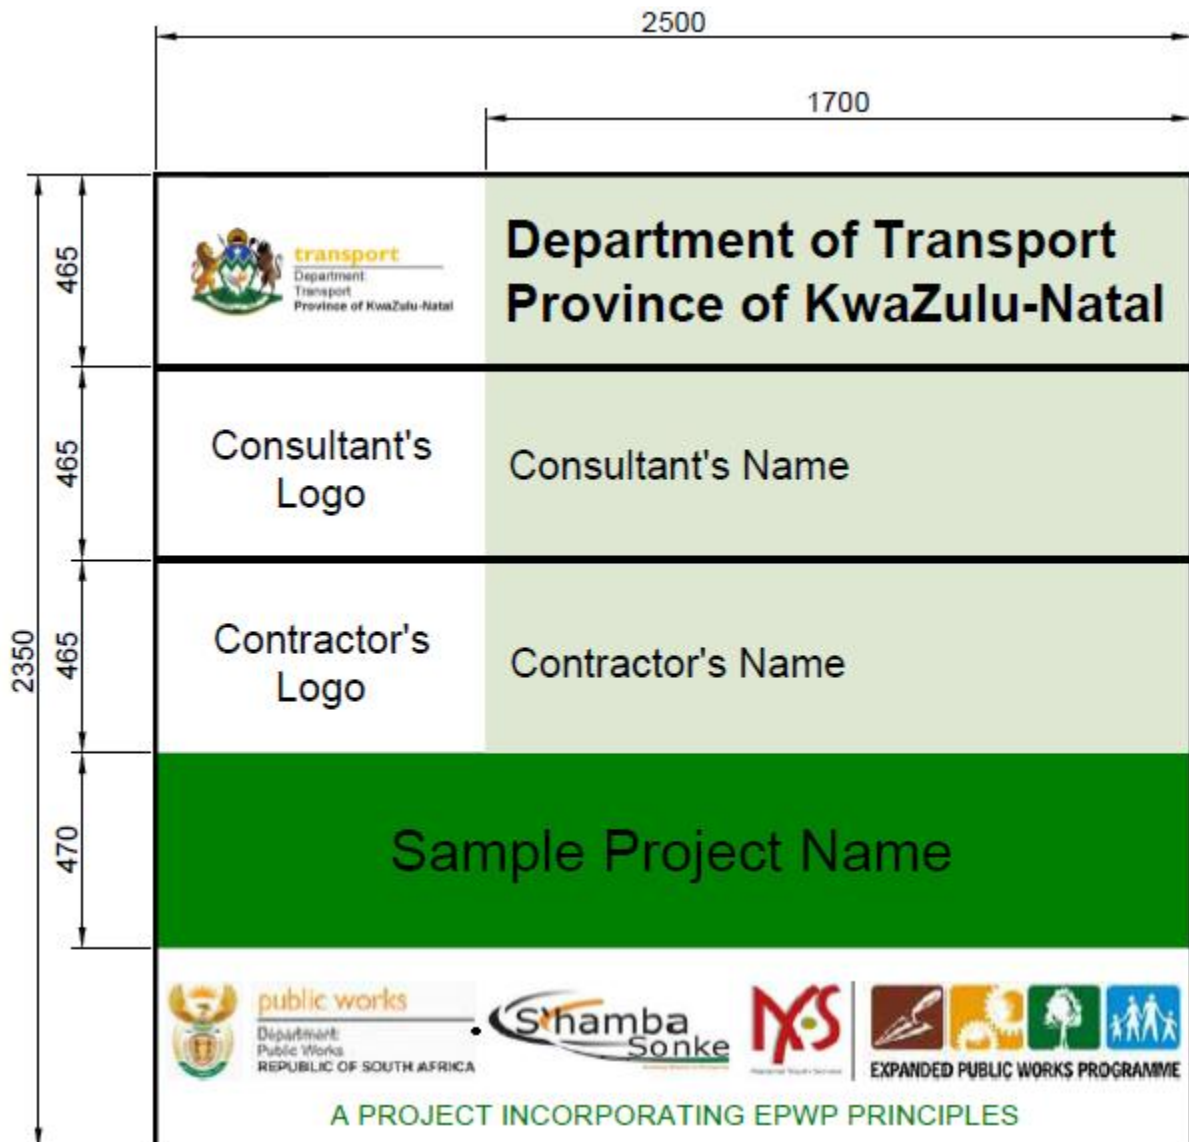 2500
1700
465
transport
Department:
Transport
Province of KwaZulu-Natal
Department of Transport
Province of KwaZulu-Natal
465
Consultant's
Logo
Consultant's Name
2350
465
Contractor's
Logo
Contractor's Name
470
Sample Project Name
public works
Department:
Public Works
REPUBLIC OF SOUTH AFRICA
S'hamba
Sonke
NYS
EXPANDED PUBLIC WORKS PROGRAMME
A PROJECT INCORPORATING EPWP PRINCIPLES